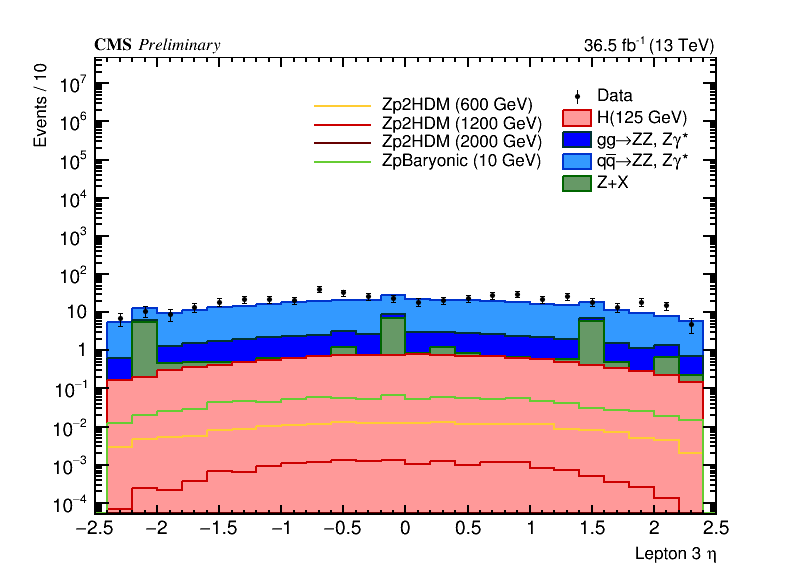 CMS Preliminary 36.5 fb⁻¹ (13 TeV)
Events / 10
10⁷
10⁶
10⁵
10⁴
10³
10²
10
1
10⁻¹
10⁻²
10⁻³
10⁻⁴
Zp2HDM (600 GeV)
Zp2HDM (1200 GeV)
Zp2HDM (2000 GeV)
ZpBaryonic (10 GeV)
Data
H(125 GeV)
gg→ZZ, Zγ*
qq̅→ZZ, Zγ*
Z+X
−2.5 −2 −1.5 −1 −0.5 0 0.5 1 1.5 2 2.5
Lepton 3 η